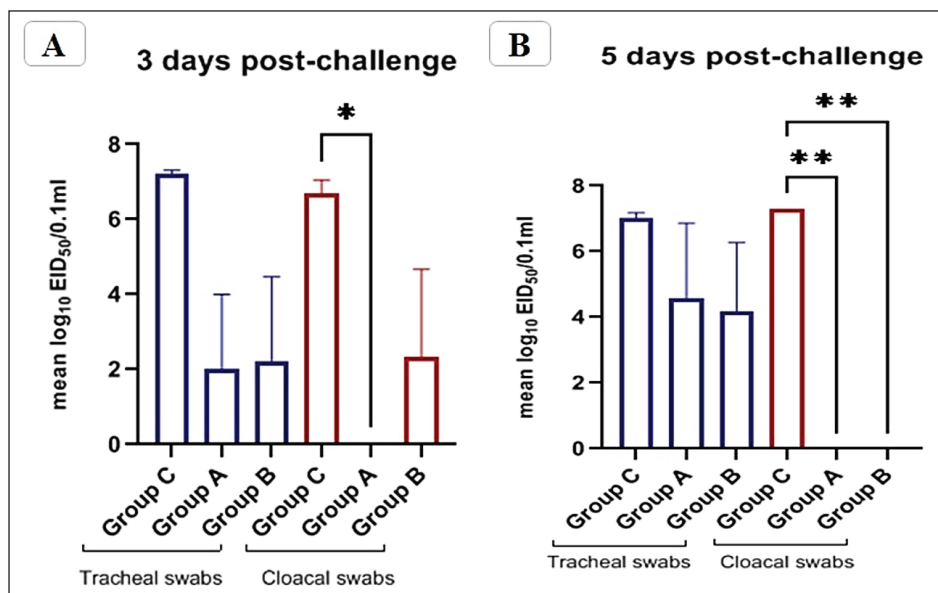 A
3 days post-challenge
*
mean log₁₀ EID₅₀/0.1ml
8
6
4
2
0
Group C
Group A
Group B
Group C
Group A
Group B
Tracheal swabs
Cloacal swabs
B
5 days post-challenge
**
**
mean log₁₀ EID₅₀/0.1ml
8
6
4
2
0
Group C
Group A
Group B
Group C
Group A
Group B
Tracheal swabs
Cloacal swabs